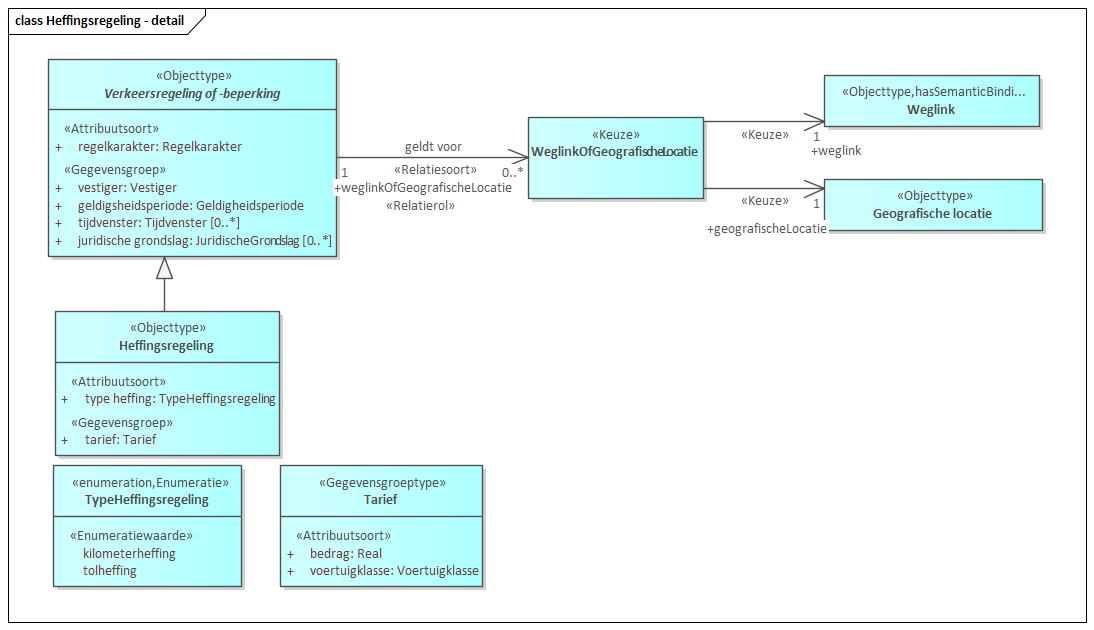 class Heffingsregeling - detail
«Objecttype»
Verkeersregeling of -beperking
«Attribuutsoort»
+ regelkarakter: Regelkarakter
«Gegevensgroep»
+ vestiger: Vestiger
+ geldigsheidsperiode: Geldigheidsperiode
+ tijdvenster: Tijdvenster [0..*]
+ juridische grondslag: JuridischeGrondslag [0..*]
geldt voor
1 «Relatiesoort» 0..*
+weglinkOfGeografischeLocatie
«Relatierol»
«Keuze»
WeglinkOfGeografischeLocatie
«Keuze» 1
+weglink
«Objecttype,hasSemanticBindi...
Weglink
«Keuze» 1
+geografischeLocatie
«Objecttype»
Geografische locatie
«Objecttype»
Heffingsregeling
«Attribuutsoort»
+ type heffing: TypeHeffingsregeling
«Gegevensgroep»
+ tarief: Tarief
«enumeration,Enumeratie»
TypeHeffingsregeling
«Enumeratiewaarde»
kilometerheffing
tolheffing
«Gegevensgroeptype»
Tarief
«Attribuutsoort»
+ bedrag: Real
+ voertuigklasse: Voertuigklasse